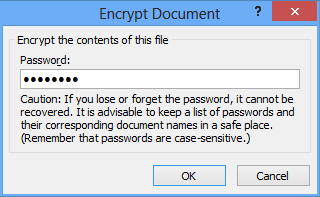 Encrypt Document
?
Encrypt the contents of this file
Password:
••••••••
Caution: If you lose or forget the password, it cannot be
recovered. It is advisable to keep a list of passwords and
their corresponding document names in a safe place.
(Remember that passwords are case-sensitive.)
OK Cancel